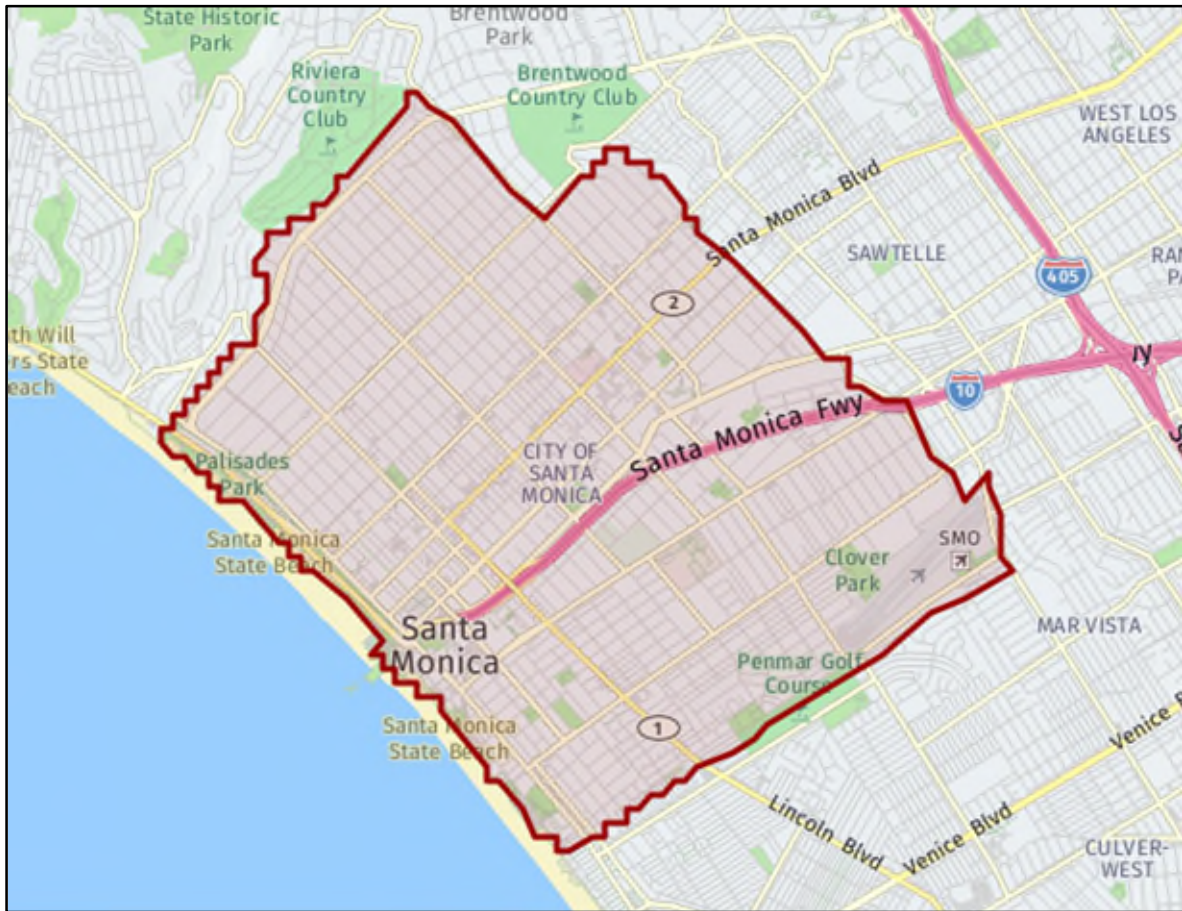 State Historic
Park
Brentwood
Park
Riviera
Country
Club
Brentwood
Country Club
WEST LOS
ANGELES
Santa Monica Blvd
SAWTELLE
405
2
10
Santa Monica Fwy
CITY OF
SANTA
MONICA
Palisades
Park
Santa Monica
State Beach
SMO
Clover
Park
Santa
Monica
MAR VISTA
Penmar Golf
Course
Santa Monica
State Beach
1
Lincoln Blvd
Venice Blvd
Venice B
CULVER-
WEST